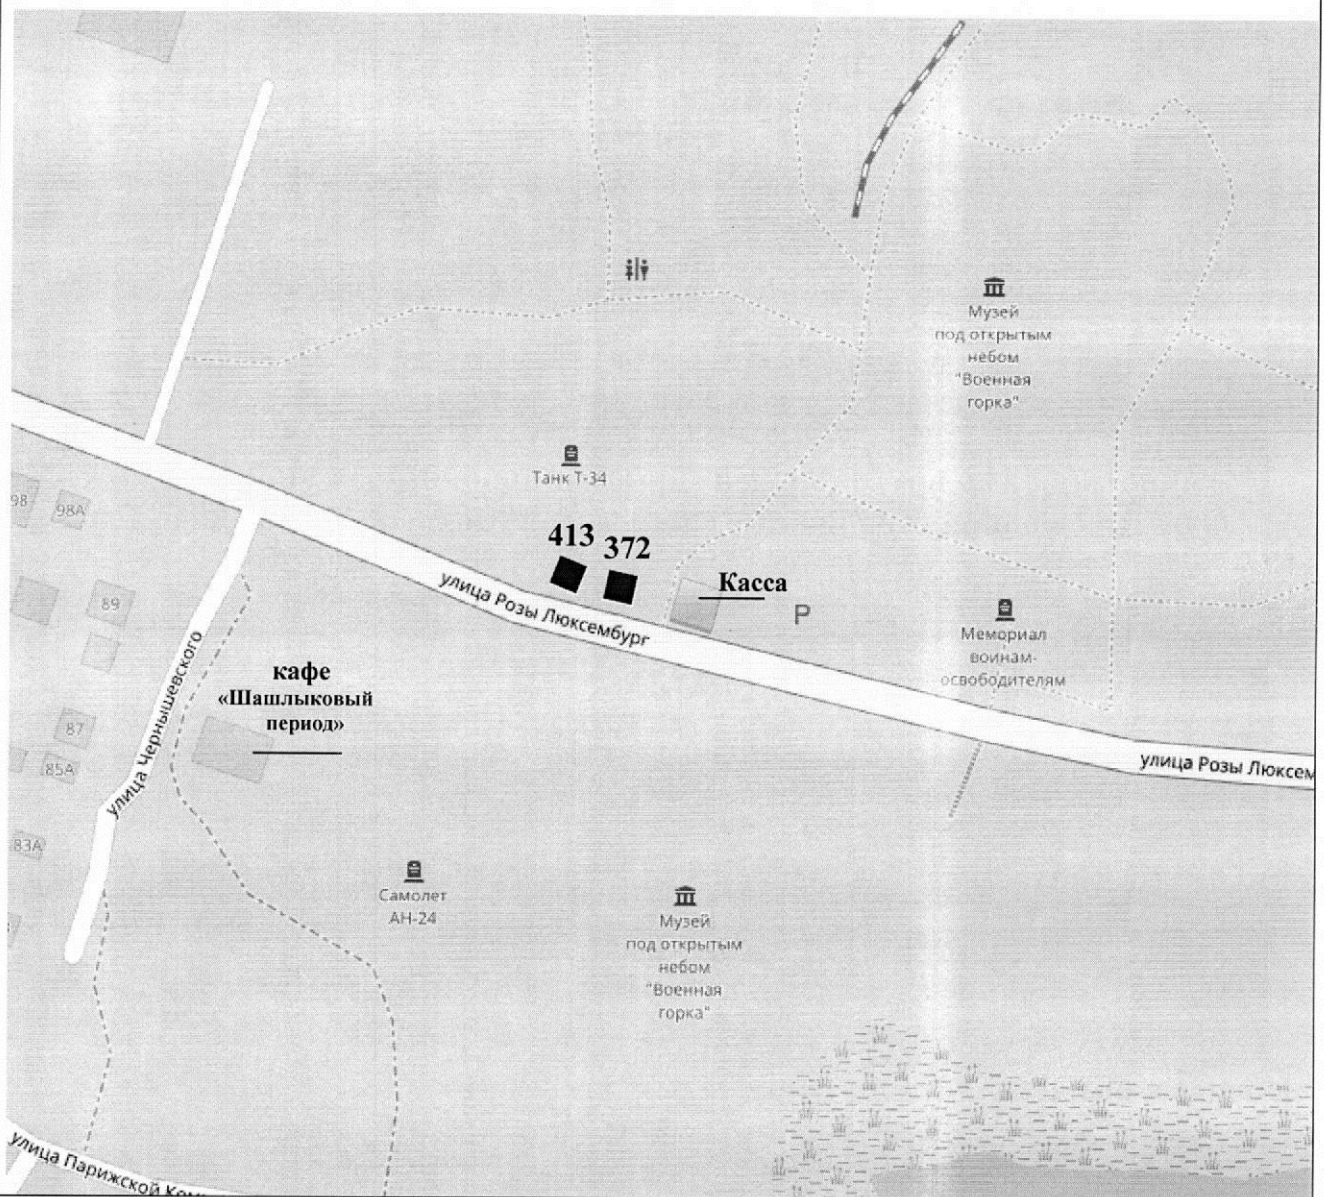 Музей
под открытым
небом
"Военная
горка"
Танк Т-34
98
98А
413
372
улица Розы Люксембург
Касса
P
89
Мемориал
воинам-
освободителям
кафе
«Шашлыковый
период»
улица Чернышевского
87
85А
улица Розы Люксем
83А
Самолет
АН-24
Музей
под открытым
небом
"Военная
горка"
улица Парижской Ком